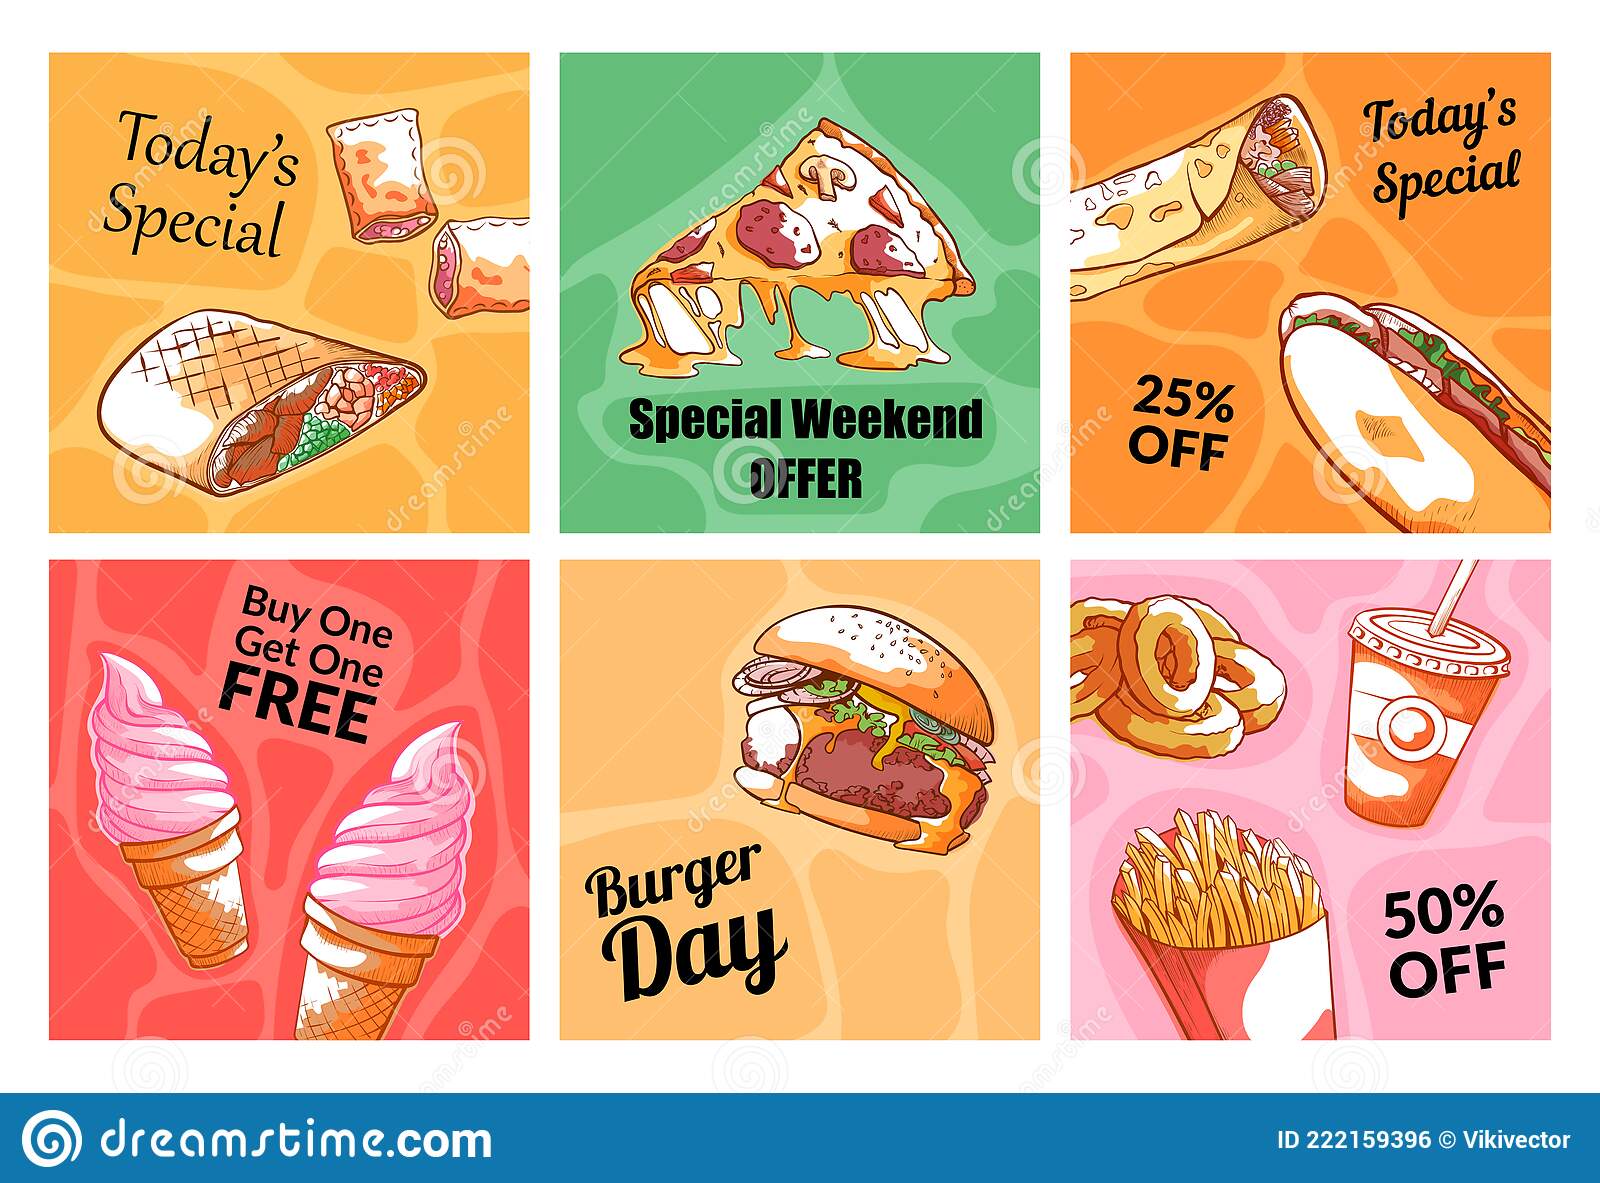 Today's
Special
Special Weekend
OFFER
Today's
Special
25%
OFF
Buy One
Get One
FREE
Burger
Day
50%
OFF
dreamstime.com
ID 222159396 © Vikivector